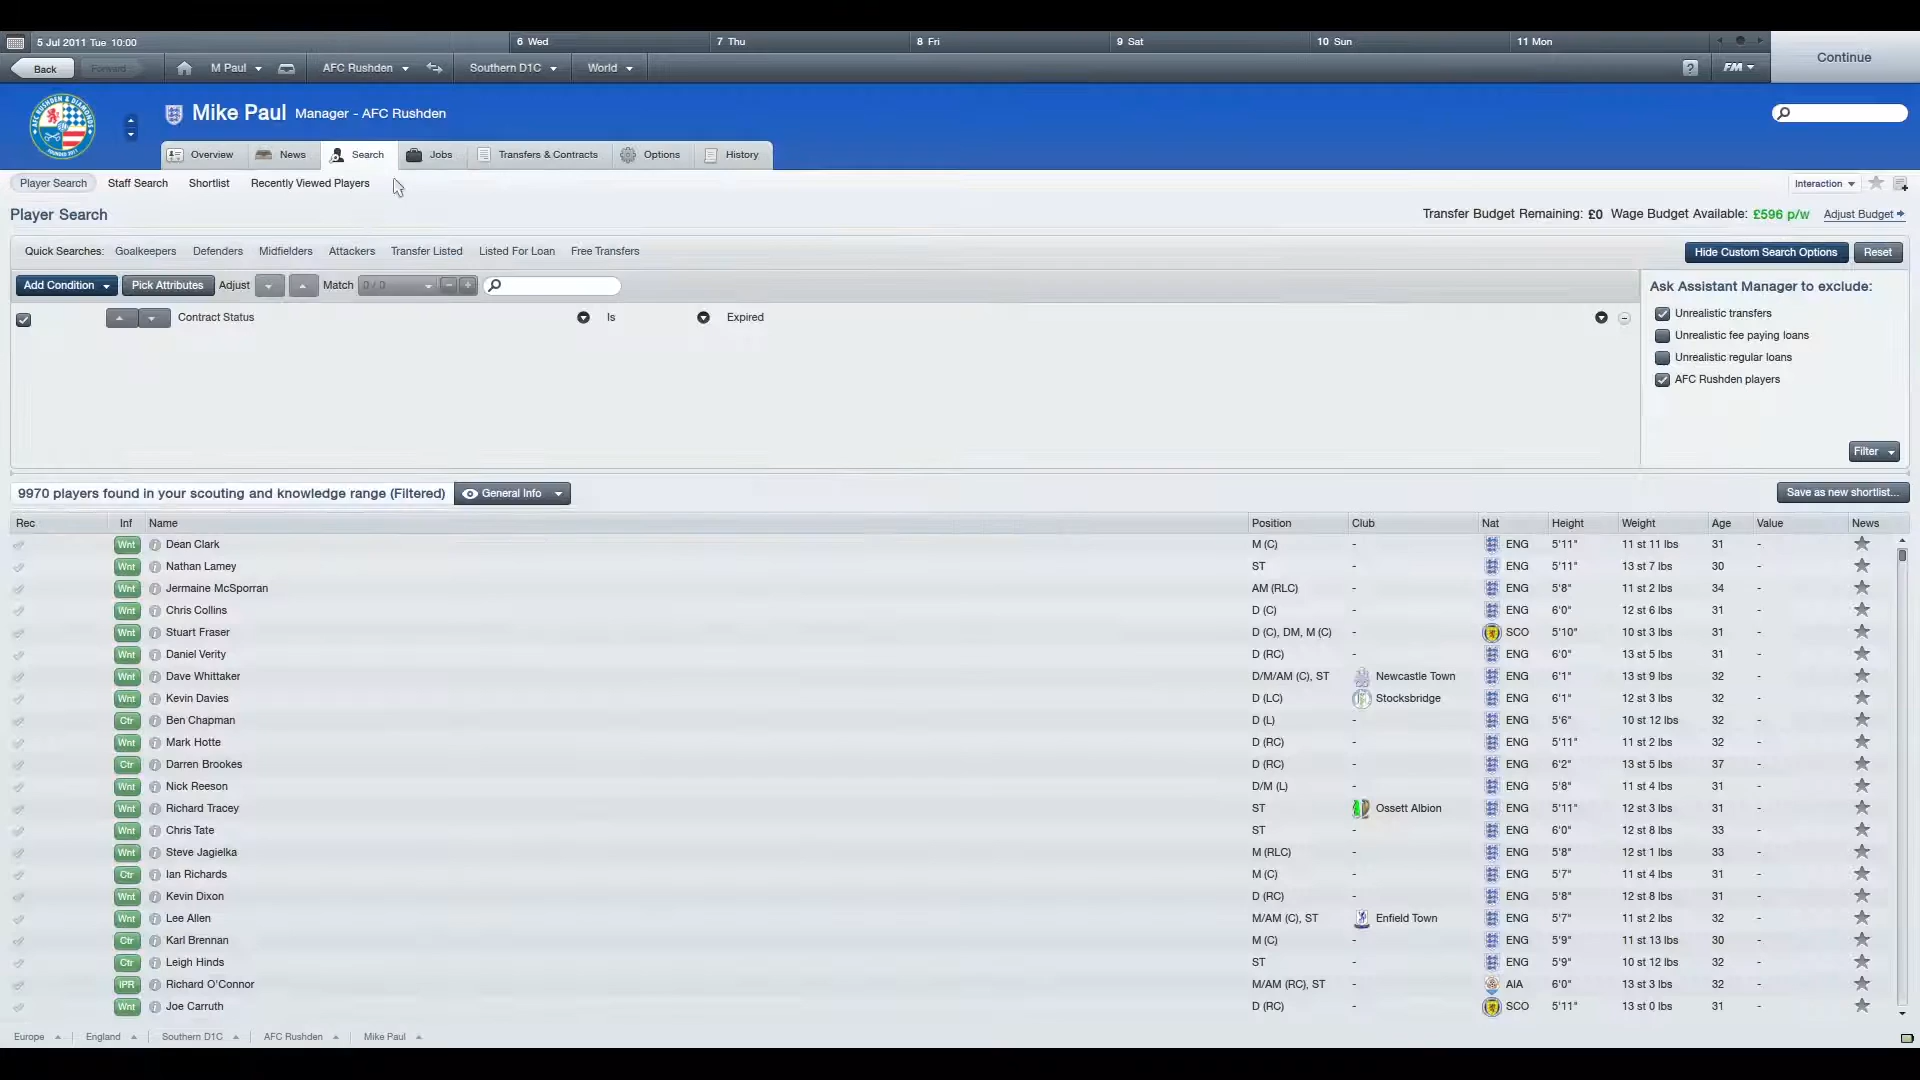 5 Jul 2011 Tue 10:00 6 Wed 7 Thu 8 Fri 9 Sat 10 Sun 11 Mon
Continue
Back Forward M Paul AFC Rushden Southern D1C World ? FM
Mike Paul Manager - AFC Rushden
Overview News Search Jobs Transfers & Contracts Options History
Player Search Staff Search Shortlist Recently Viewed Players Interaction
Player Search Transfer Budget Remaining: £0 Wage Budget Available: £596 p/w Adjust Budget
Quick Searches: Goalkeepers Defenders Midfielders Attackers Transfer Listed Listed For Loan Free Transfers Hide Custom Search Options Reset
Add Condition Pick Attributes Adjust Match 0 / 0 Ask Assistant Manager to exclude:
Contract Status Is Expired Unrealistic transfers
Unrealistic fee paying loans
Unrealistic regular loans
AFC Rushden players
Filter
9970 players found in your scouting and knowledge range (Filtered) General Info Save as new shortlist...
Rec Inf Name Position Club Nat Height Weight Age Value News
Wnt Dean Clark M (C) - ENG 5'11" 11 st 11 lbs 31 -
Wnt Nathan Lamey ST - ENG 5'11" 13 st 7 lbs 30 -
Wnt Jermaine McSporran AM (RLC) - ENG 5'8" 11 st 2 lbs 34 -
Wnt Chris Collins D (C) - ENG 6'0" 12 st 6 lbs 31 -
Wnt Stuart Fraser D (C), DM, M (C) - SCO 5'10" 10 st 3 lbs 31 -
Wnt Daniel Verity D (RC) - ENG 6'0" 13 st 5 lbs 31 -
Wnt Dave Whittaker D/M/AM (C), ST Newcastle Town ENG 6'1" 13 st 9 lbs 32 -
Wnt Kevin Davies D (LC) Stocksbridge ENG 6'1" 12 st 3 lbs 32 -
Ctr Ben Chapman D (L) - ENG 5'6" 10 st 12 lbs 32 -
Wnt Mark Hotte D (RC) - ENG 5'11" 11 st 2 lbs 32 -
Ctr Darren Brookes D (RC) - ENG 6'2" 13 st 5 lbs 37 -
Wnt Nick Reeson D/M (L) - ENG 5'8" 11 st 4 lbs 31 -
Wnt Richard Tracey ST Ossett Albion ENG 5'11" 12 st 3 lbs 31 -
Wnt Chris Tate ST - ENG 6'0" 12 st 8 lbs 33 -
Wnt Steve Jagielka M (RLC) - ENG 5'8" 12 st 1 lbs 33 -
Ctr Ian Richards M (C) - ENG 5'7" 11 st 4 lbs 31 -
Wnt Kevin Dixon D (RC) - ENG 5'8" 12 st 8 lbs 31 -
Wnt Lee Allen M/AM (C), ST Enfield Town ENG 5'7" 11 st 2 lbs 32 -
Ctr Karl Brennan M (C) - ENG 5'9" 11 st 13 lbs 30 -
Ctr Leigh Hinds ST - ENG 5'9" 10 st 12 lbs 32 -
IPR Richard O'Connor M/AM (RC), ST - AIA 6'0" 13 st 3 lbs 32 -
Wnt Joe Carruth D (RC) - SCO 5'11" 13 st 0 lbs 31 -
Europe England Southern D1C AFC Rushden Mike Paul